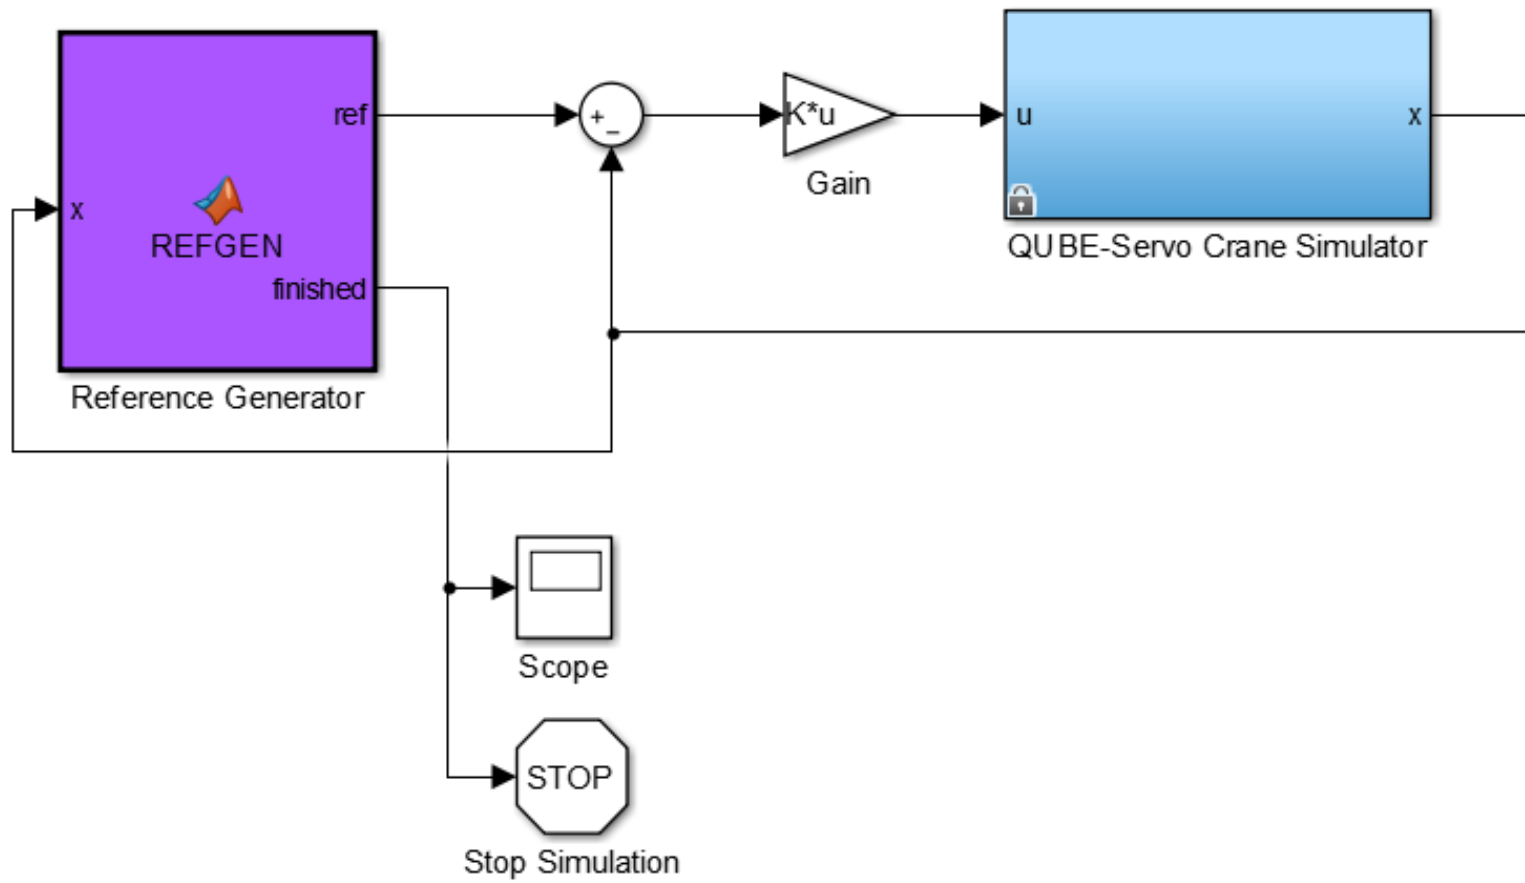 ref
x
REFGEN
finished
Reference Generator
+
−
K*u
Gain
u
x
QUBE-Servo Crane Simulator
Scope
STOP
Stop Simulation